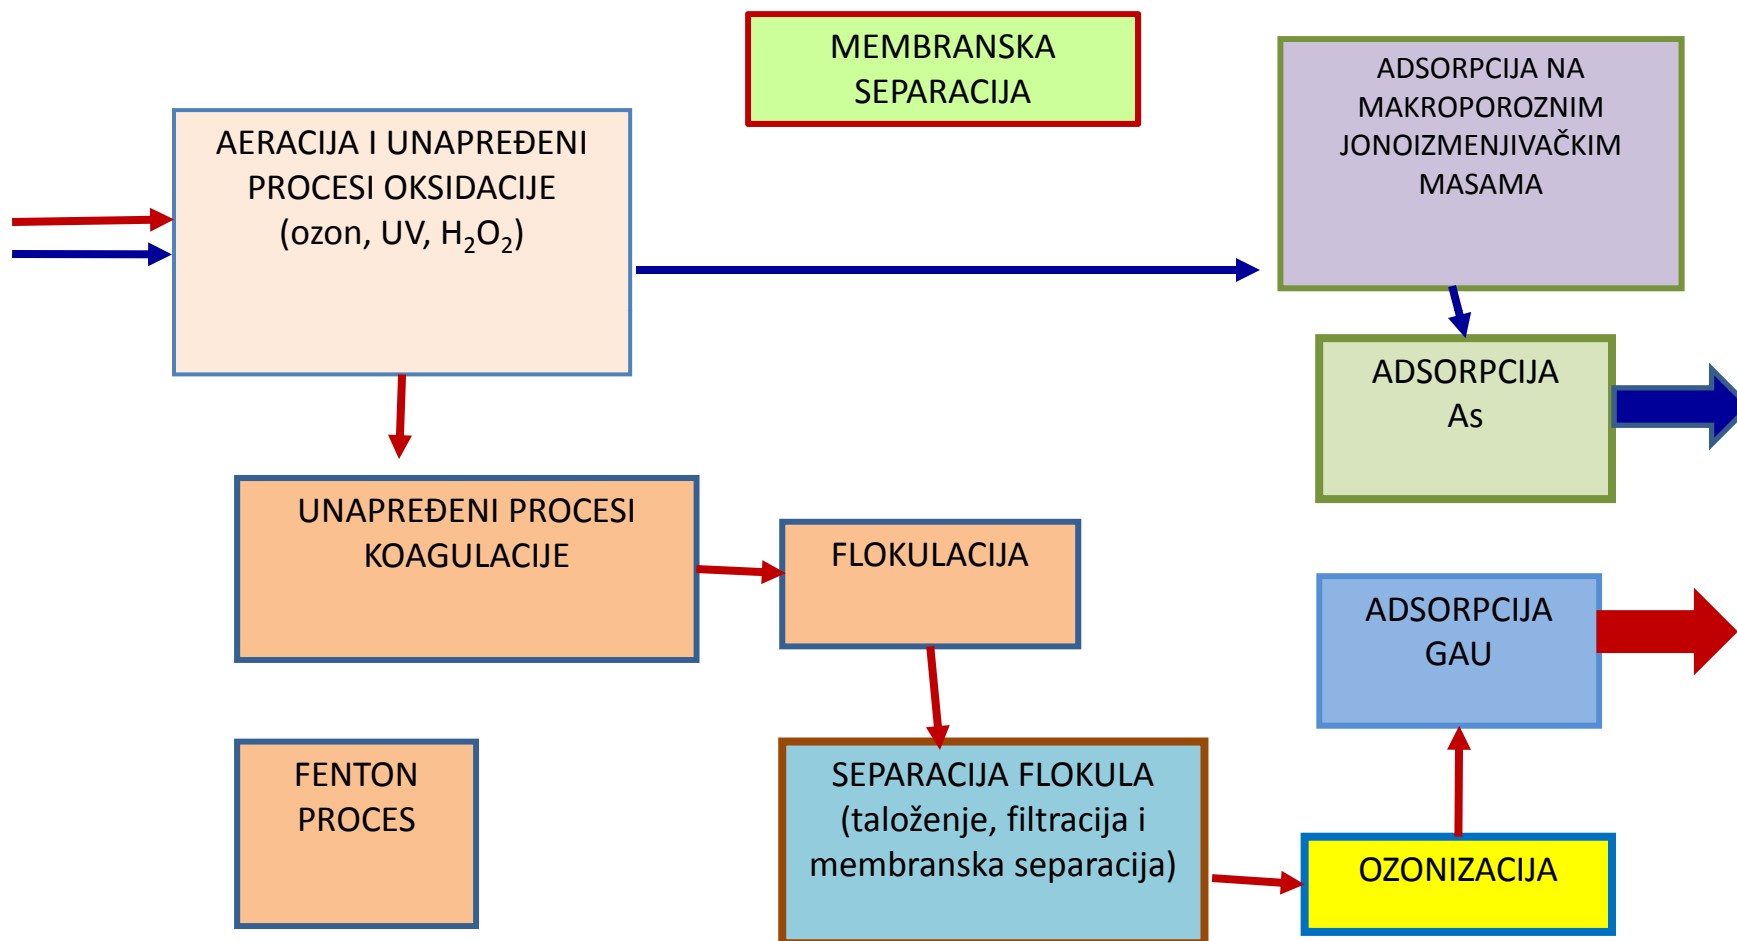 MEMBRANSKA
SEPARACIJA
ADSORPCIJA NA
MAKROPOROZNIM
JONOIZMENJIVAČKIM
MASAMA
AERACIJA I UNAPREĐENI
PROCESI OKSIDACIJE
(ozon, UV, H₂O₂)
ADSORPCIJA
As
UNAPREĐENI PROCESI
KOAGULACIJE
FLOKULACIJA
ADSORPCIJA
GAU
FENTON
PROCES
SEPARACIJA FLOKULA
(taloženje, filtracija i
membranska separacija)
OZONIZACIJA